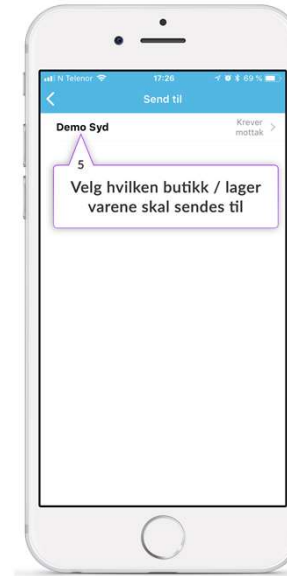 N Telenor 17:26 69 %
Send til
Demo Syd Krever
mottak
5
Velg hvilken butikk / lager
varene skal sendes til